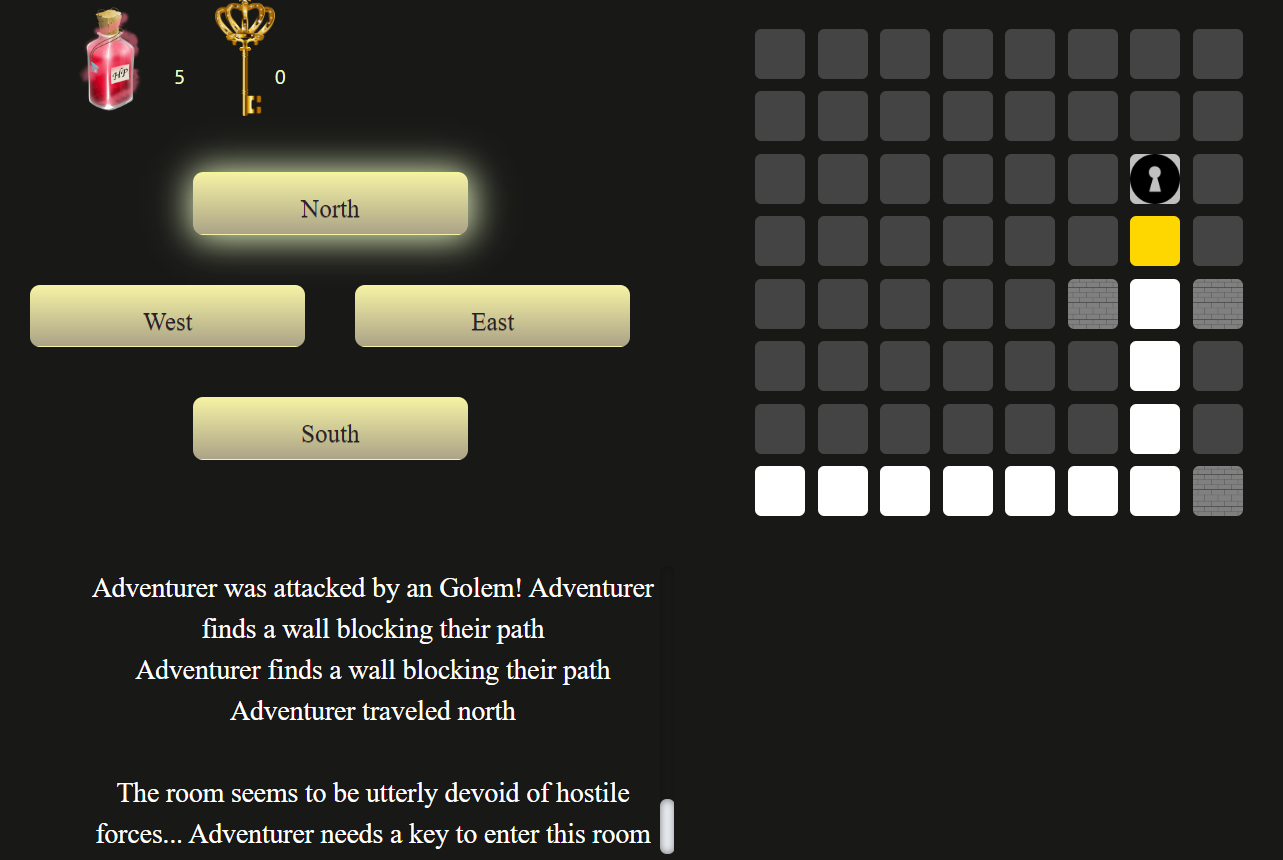 HP
5
0
North
West
East
South
Adventurer was attacked by an Golem! Adventurer
finds a wall blocking their path
Adventurer finds a wall blocking their path
Adventurer traveled north
The room seems to be utterly devoid of hostile
forces... Adventurer needs a key to enter this room